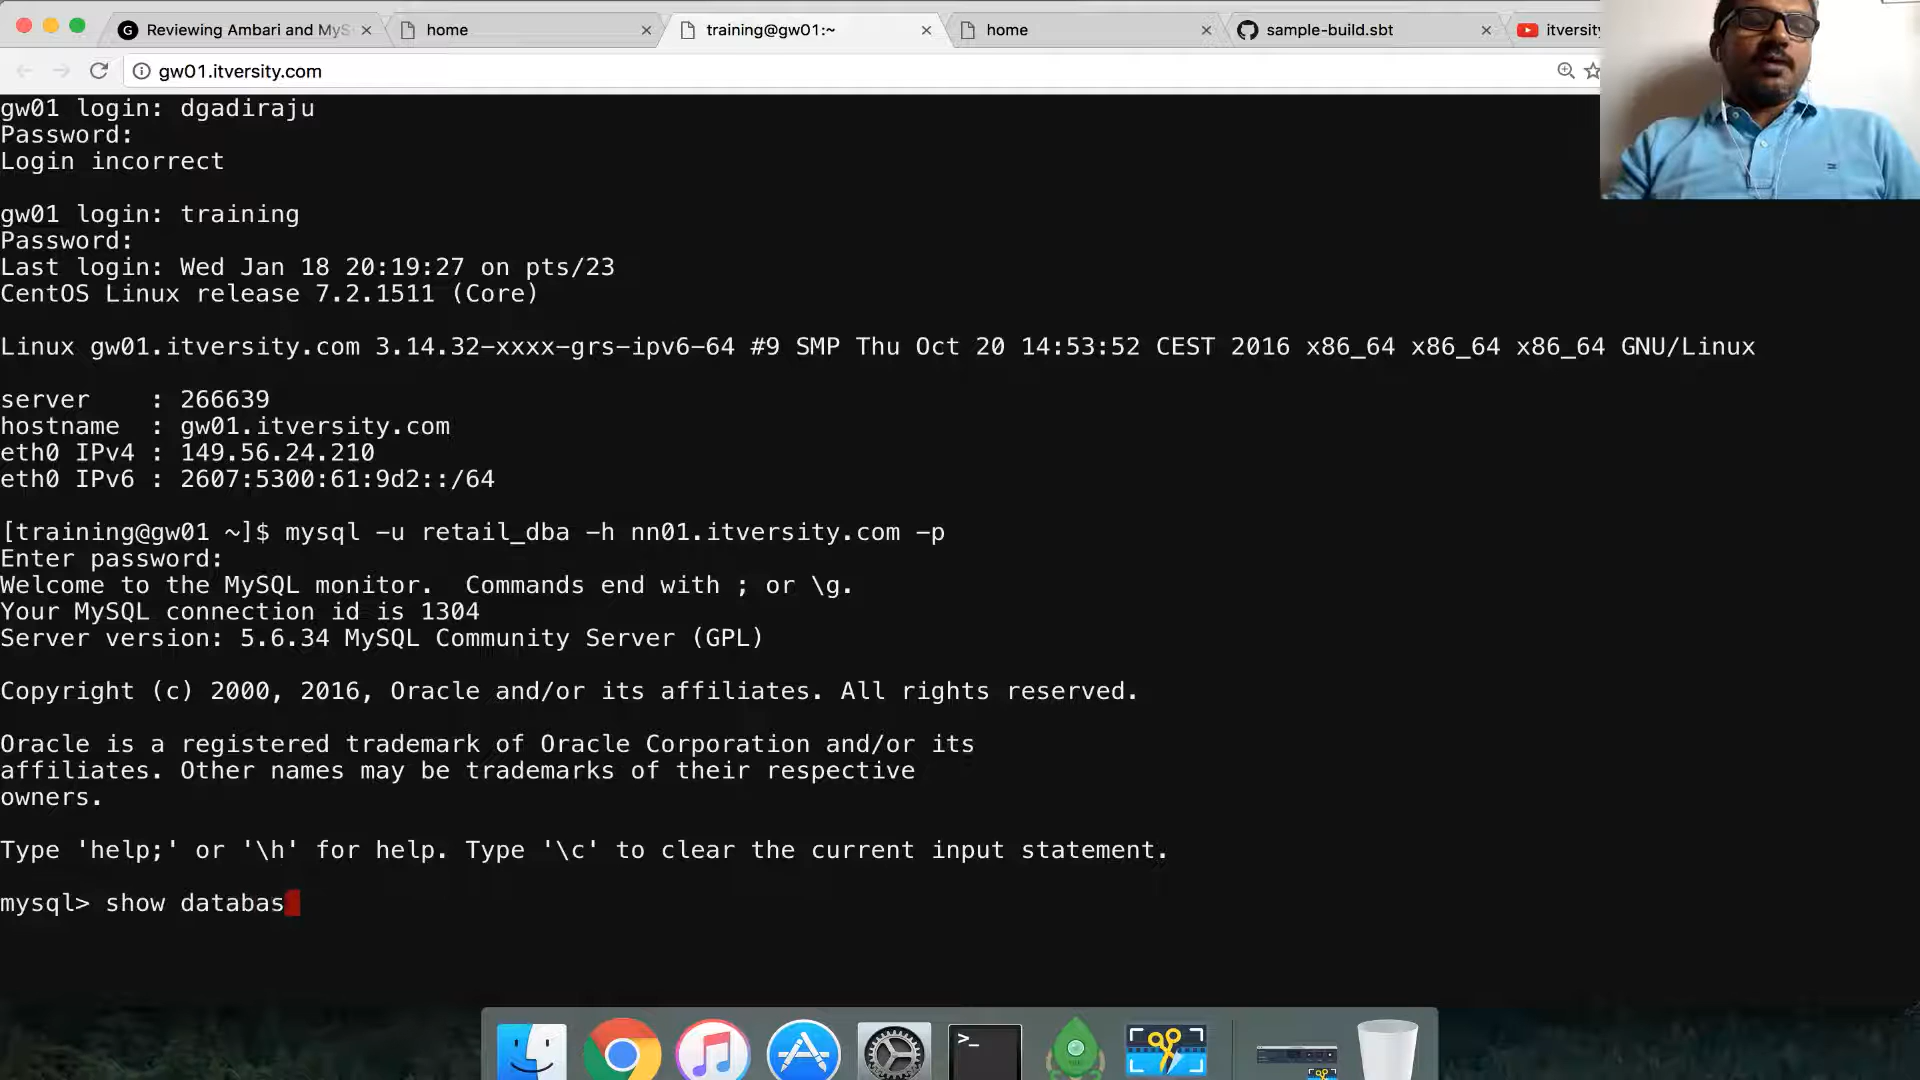 Reviewing Ambari and MyS
home
training@gw01:~
home
sample-build.sbt
itversity
gw01.itversity.com
gw01 login: dgadiraju
Password:
Login incorrect
gw01 login: training
Password:
Last login: Wed Jan 18 20:19:27 on pts/23
CentOS Linux release 7.2.1511 (Core)
Linux gw01.itversity.com 3.14.32-xxxx-grs-ipv6-64 #9 SMP Thu Oct 20 14:53:52 CEST 2016 x86_64 x86_64 x86_64 GNU/Linux
server    : 266639
hostname  : gw01.itversity.com
eth0 IPv4 : 149.56.24.210
eth0 IPv6 : 2607:5300:61:9d2::/64
[training@gw01 ~]$ mysql -u retail_dba -h nn01.itversity.com -p
Enter password:
Welcome to the MySQL monitor.  Commands end with ; or \g.
Your MySQL connection id is 1304
Server version: 5.6.34 MySQL Community Server (GPL)
Copyright (c) 2000, 2016, Oracle and/or its affiliates. All rights reserved.
Oracle is a registered trademark of Oracle Corporation and/or its
affiliates. Other names may be trademarks of their respective
owners.
Type 'help;' or '\h' for help. Type '\c' to clear the current input statement.
mysql> show databas